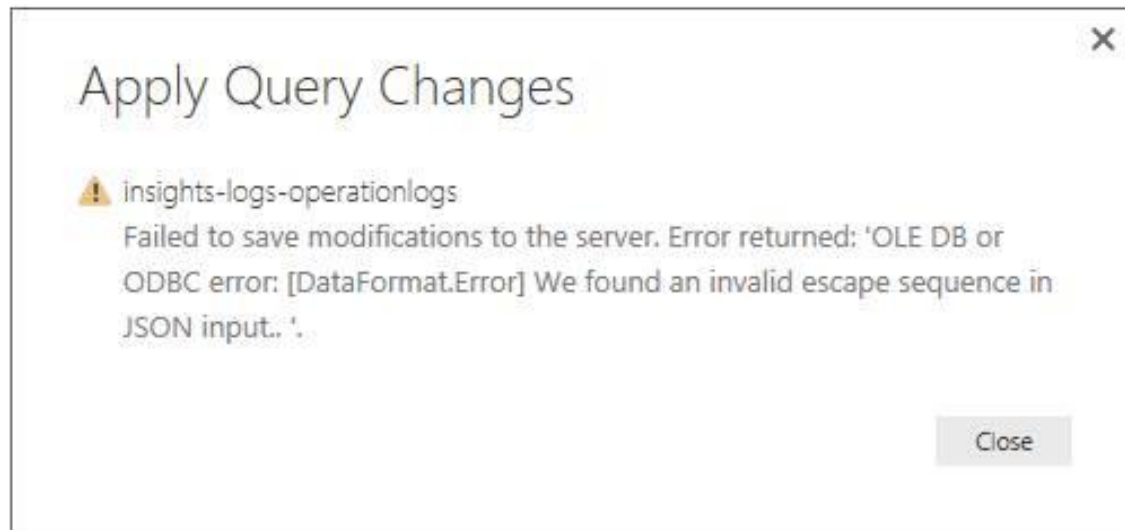 Apply Query Changes
insights-logs-operationlogs
Failed to save modifications to the server. Error returned: 'OLE DB or
ODBC error: [DataFormat.Error] We found an invalid escape sequence in
JSON input.. '.
Close